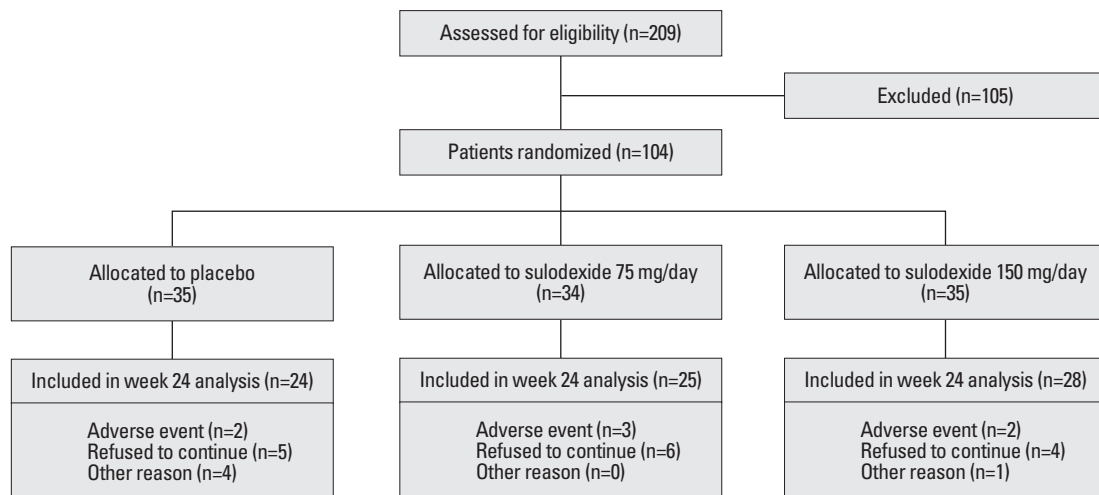 Assessed for eligibility (n=209)
Excluded (n=105)
Patients randomized (n=104)
Allocated to placebo
(n=35)
Allocated to sulodexide 75 mg/day
(n=34)
Allocated to sulodexide 150 mg/day
(n=35)
Included in week 24 analysis (n=24)
Adverse event (n=2)
Refused to continue (n=5)
Other reason (n=4)
Included in week 24 analysis (n=25)
Adverse event (n=3)
Refused to continue (n=6)
Other reason (n=0)
Included in week 24 analysis (n=28)
Adverse event (n=2)
Refused to continue (n=4)
Other reason (n=1)